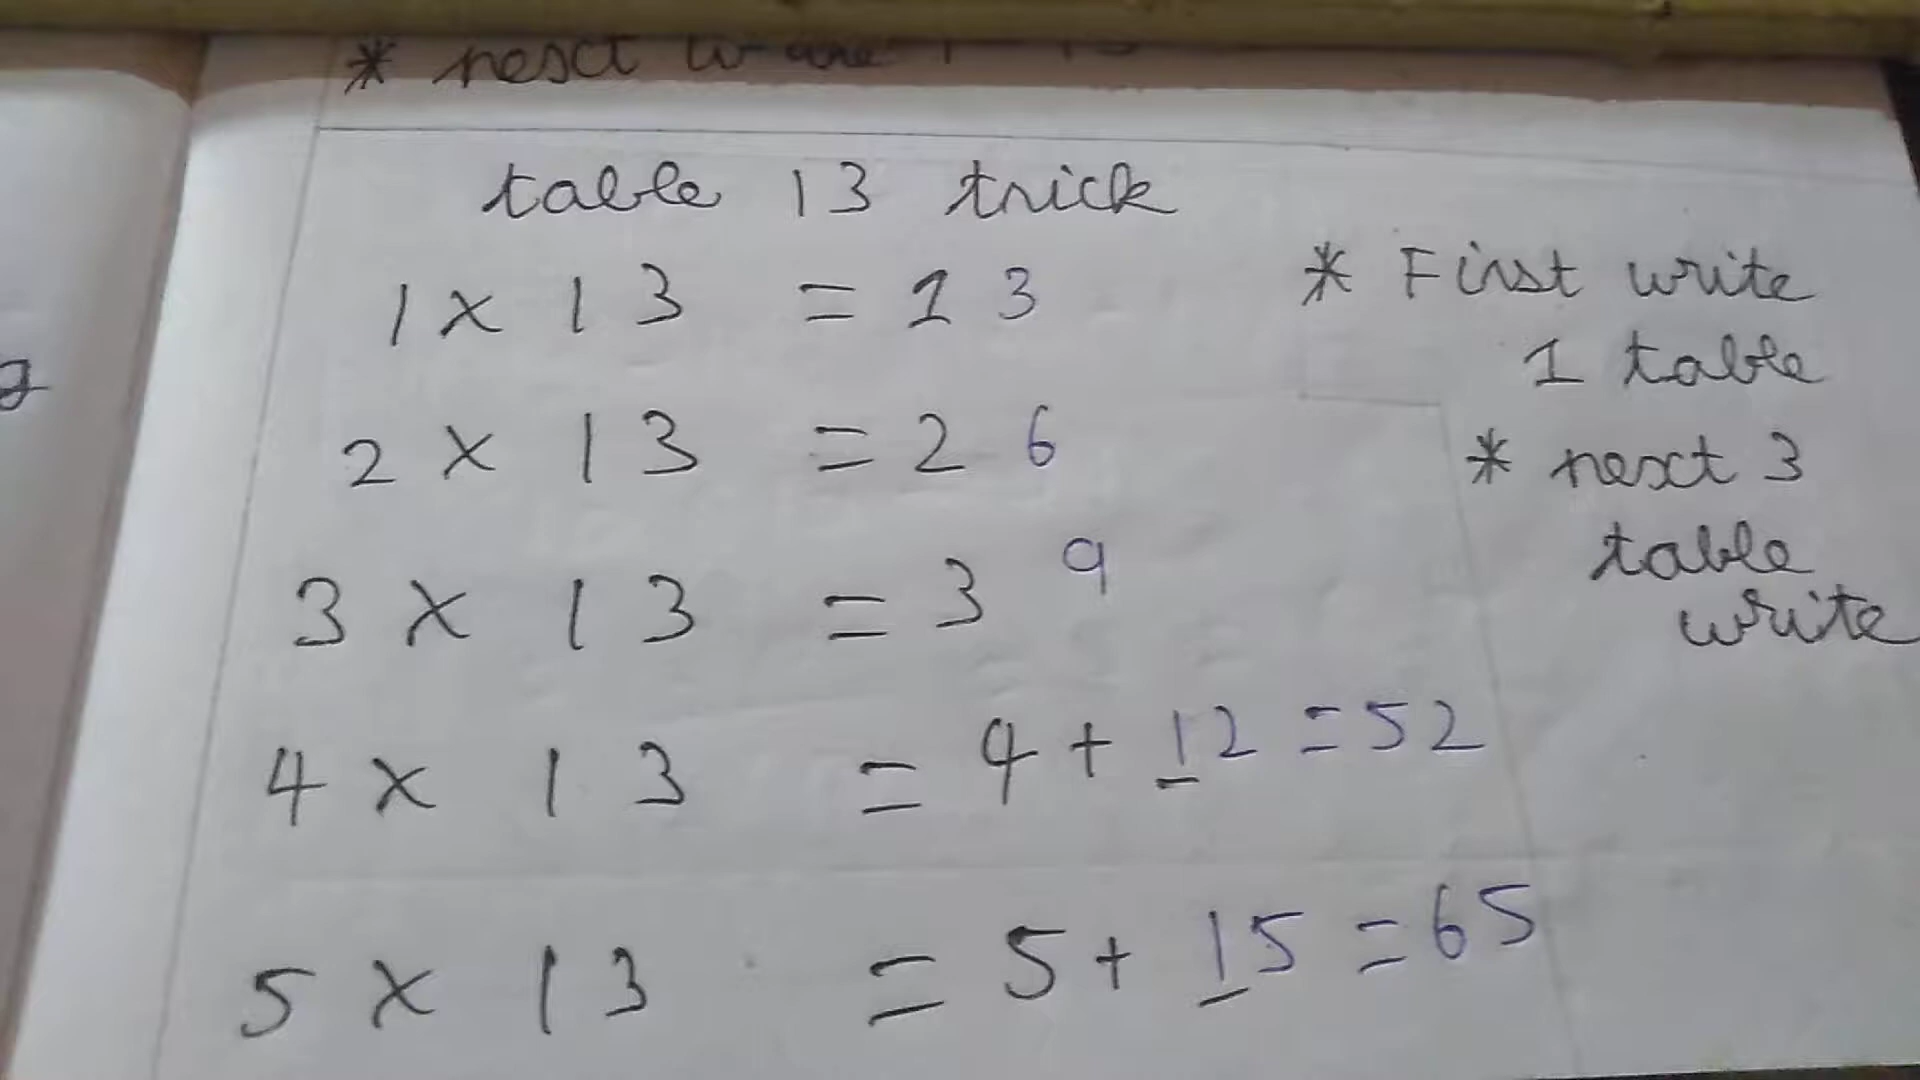 * next
table 13 trick
1 x 13 = 13
2 x 13 = 26
3 x 13 = 39
4 x 13 = 4 + 12 = 52
5 x 13 = 5 + 15 = 65
* First write
1 table
* next 3
table
write